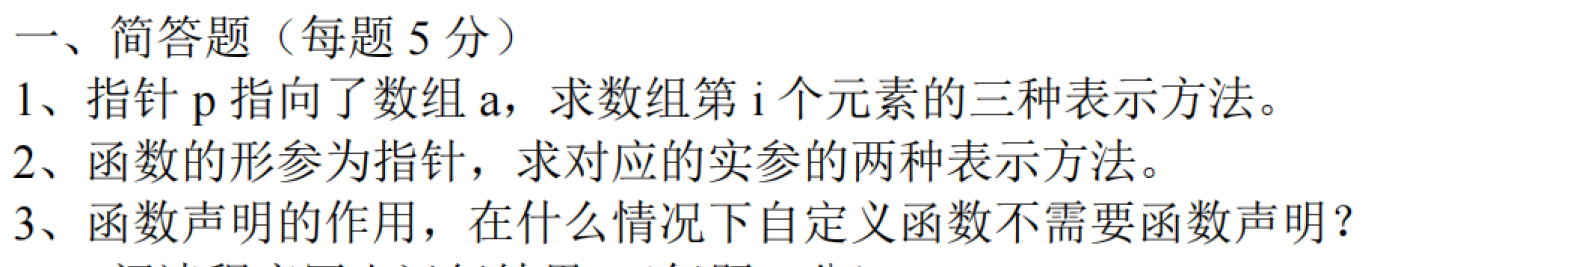 一、简答题（每题 5 分）
1、指针 p 指向了数组 a，求数组第 i 个元素的三种表示方法。
2、函数的形参为指针，求对应的实参的两种表示方法。
3、函数声明的作用，在什么情况下自定义函数不需要函数声明？